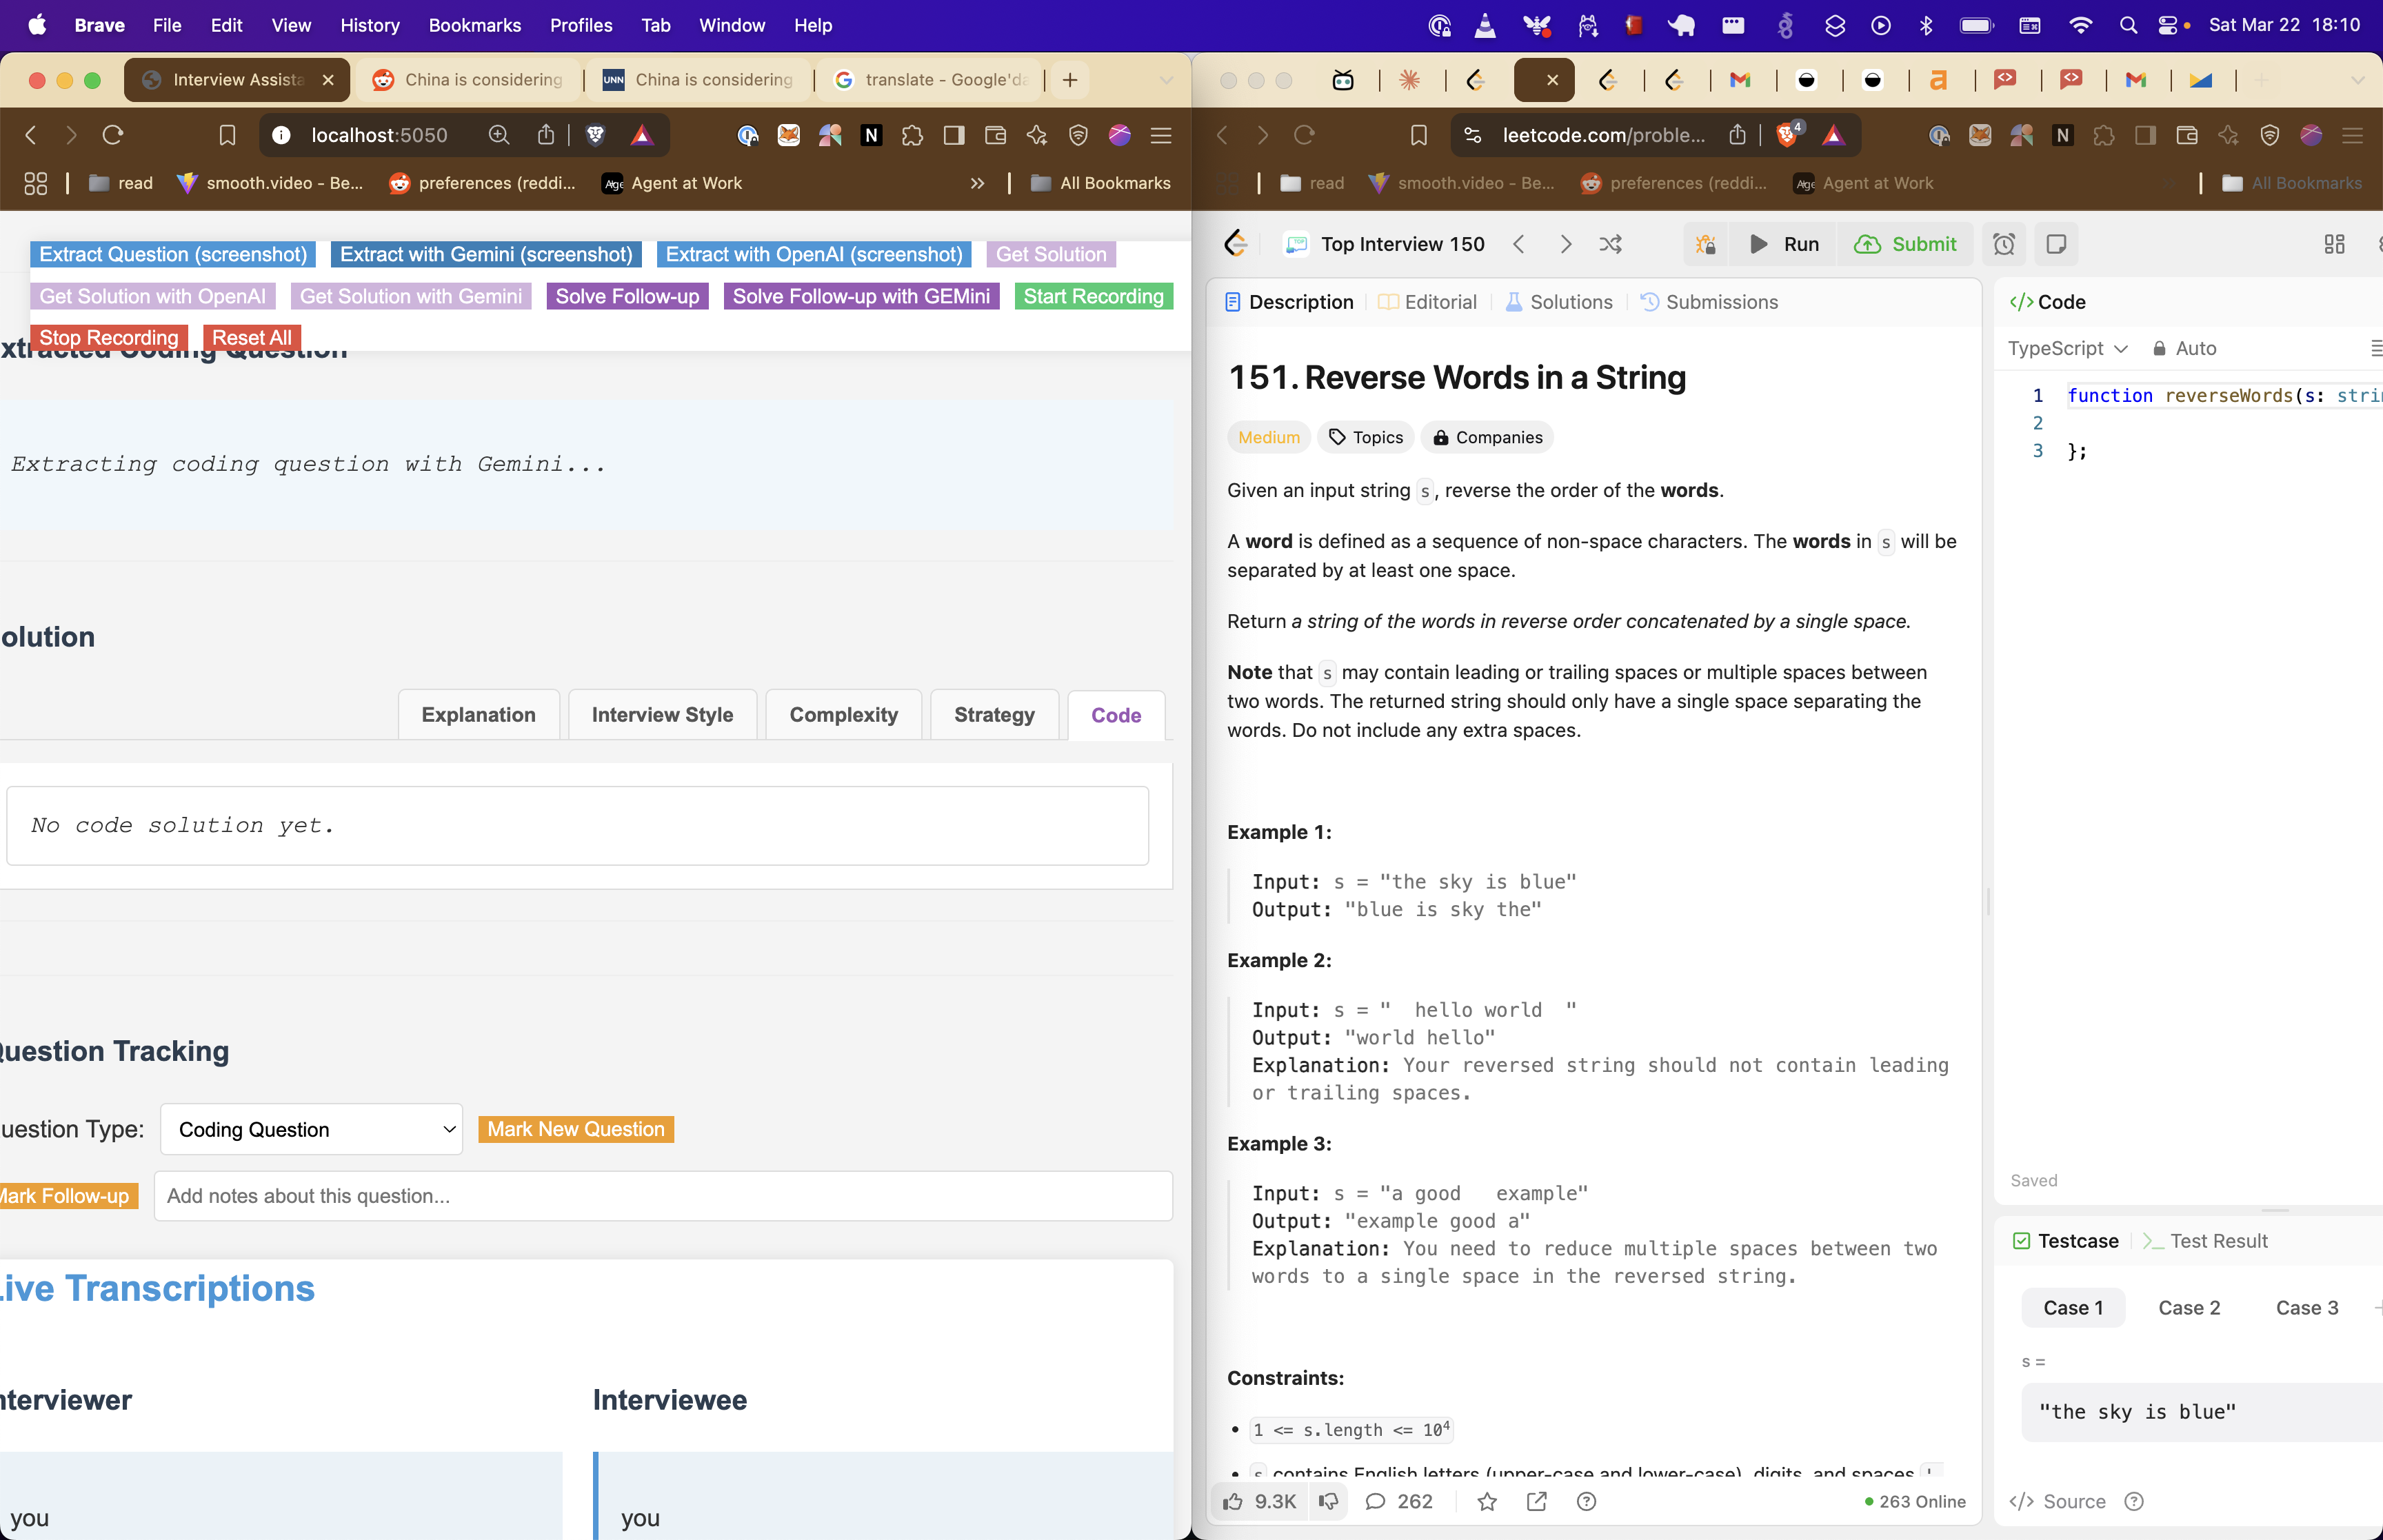 Brave File Edit View History Bookmarks Profiles Tab Window Help
Sat Mar 22 18:10
Interview Assista
China is considering
UNN China is considering
translate - Google'da
localhost:5050
read
smooth.video - Be...
preferences (reddi...
Agent at Work
All Bookmarks
Extract Question (screenshot) Extract with Gemini (screenshot) Extract with OpenAI (screenshot) Get Solution
Get Solution with OpenAI Get Solution with Gemini Solve Follow-up Solve Follow-up with GEMini Start Recording
Stop Recording Reset All
xtracted Coding Question
Extracting coding question with Gemini...
olution
Explanation Interview Style Complexity Strategy Code
No code solution yet.
Question Tracking
uestion Type: Coding Question Mark New Question
Mark Follow-up Add notes about this question...
Live Transcriptions
nterviewer Interviewee
you you
4
leetcode.com/proble...
read
smooth.video - Be...
preferences (reddi...
Agent at Work
All Bookmarks
Top Interview 150
Run
Submit
Description Editorial Solutions Submissions
151. Reverse Words in a String
Medium Topics Companies
Given an input string s, reverse the order of the words.
A word is defined as a sequence of non-space characters. The words in s will be
separated by at least one space.
Return a string of the words in reverse order concatenated by a single space.
Note that s may contain leading or trailing spaces or multiple spaces between
two words. The returned string should only have a single space separating the
words. Do not include any extra spaces.
Example 1:
Input: s = "the sky is blue"
Output: "blue is sky the"
Example 2:
Input: s = "  hello world  "
Output: "world hello"
Explanation: Your reversed string should not contain leading
or trailing spaces.
Example 3:
Input: s = "a good   example"
Output: "example good a"
Explanation: You need to reduce multiple spaces between two
words to a single space in the reversed string.
Constraints:
1 <= s.length <= 10⁴
s contains English letters (upper-case and lower-case), digits, and spaces
9.3K 262
263 Online
</> Code
TypeScript Auto
1 function reverseWords(s: stri
2
3 };
Saved
Testcase >_ Test Result
Case 1 Case 2 Case 3 +
s =
"the sky is blue"
</> Source